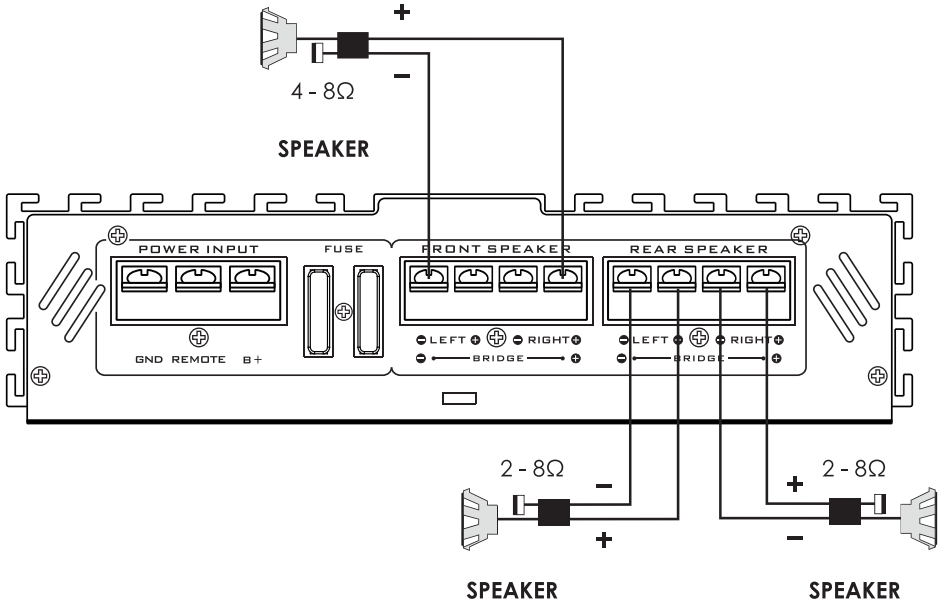 +
−
4 - 8Ω
SPEAKER
POWER INPUT
FUSE
FRONT SPEAKER
REAR SPEAKER
GND REMOTE B+
⊖ LEFT ⊕ ⊖ RIGHT ⊕
⊖ BRIDGE ⊕
⊖ LEFT ⊕ ⊖ RIGHT ⊕
⊖ BRIDGE ⊕
2 - 8Ω
−
+
SPEAKER
2 - 8Ω
+
−
SPEAKER